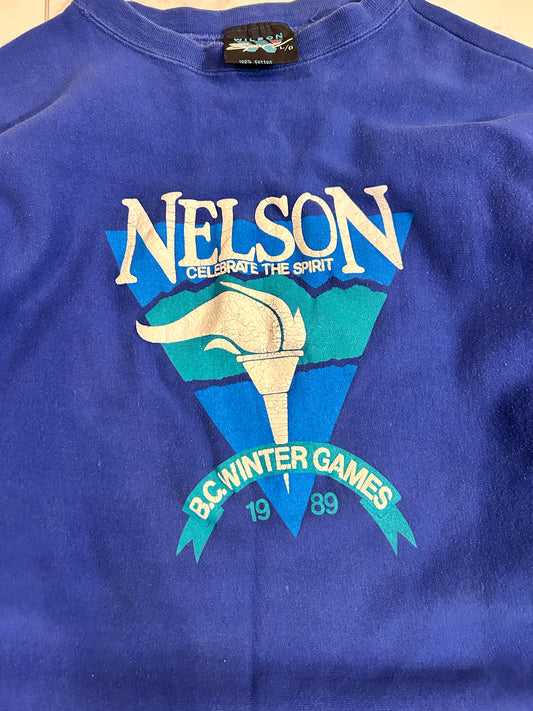 WILSON
L/G
100% COTTON
NELSON
CELEBRATE THE SPIRIT
B.C. WINTER GAMES
19 89